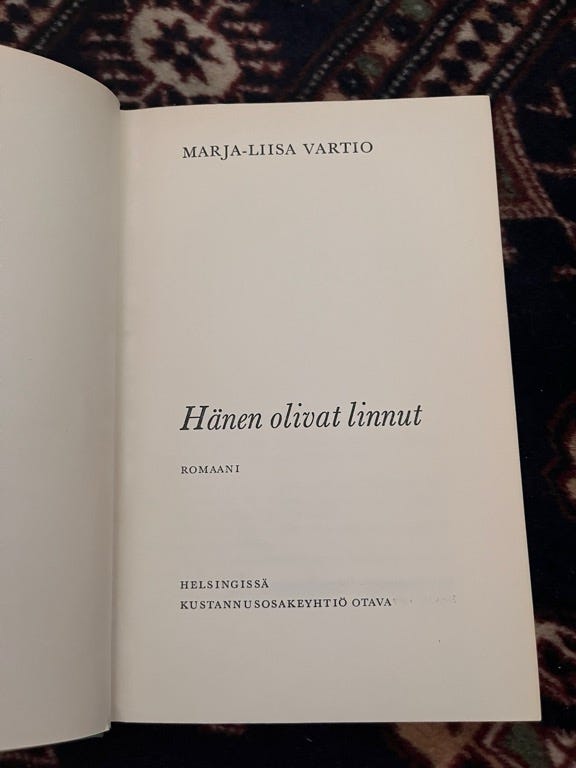 MARJA-LIISA VARTIO
Hänen olivat linnut
ROMAANI
HELSINGISSÄ
KUSTANNUSOSAKEYHTIÖ OTAVA